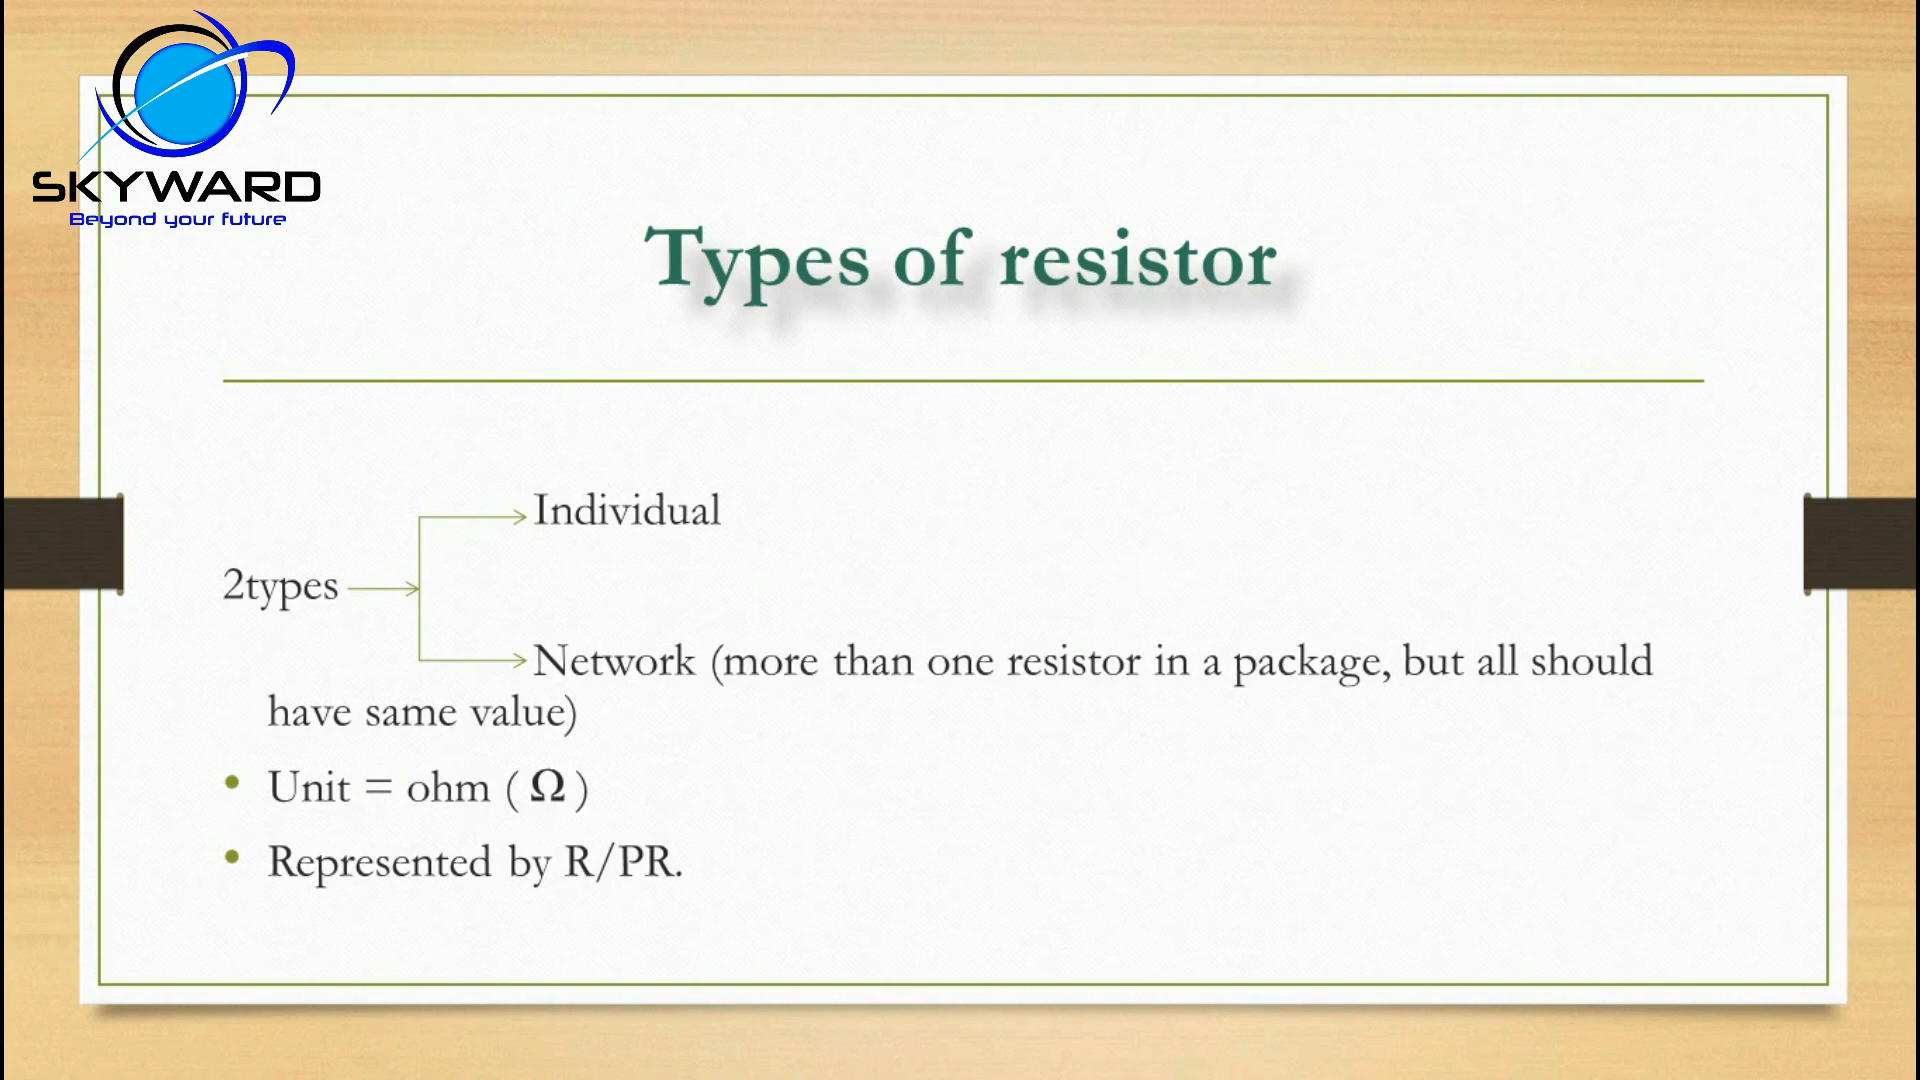 SKYWARD
Beyond your future
Types of resistor
Individual
2types
Network (more than one resistor in a package, but all should
have same value)
• Unit = ohm ( Ω )
• Represented by R/PR.